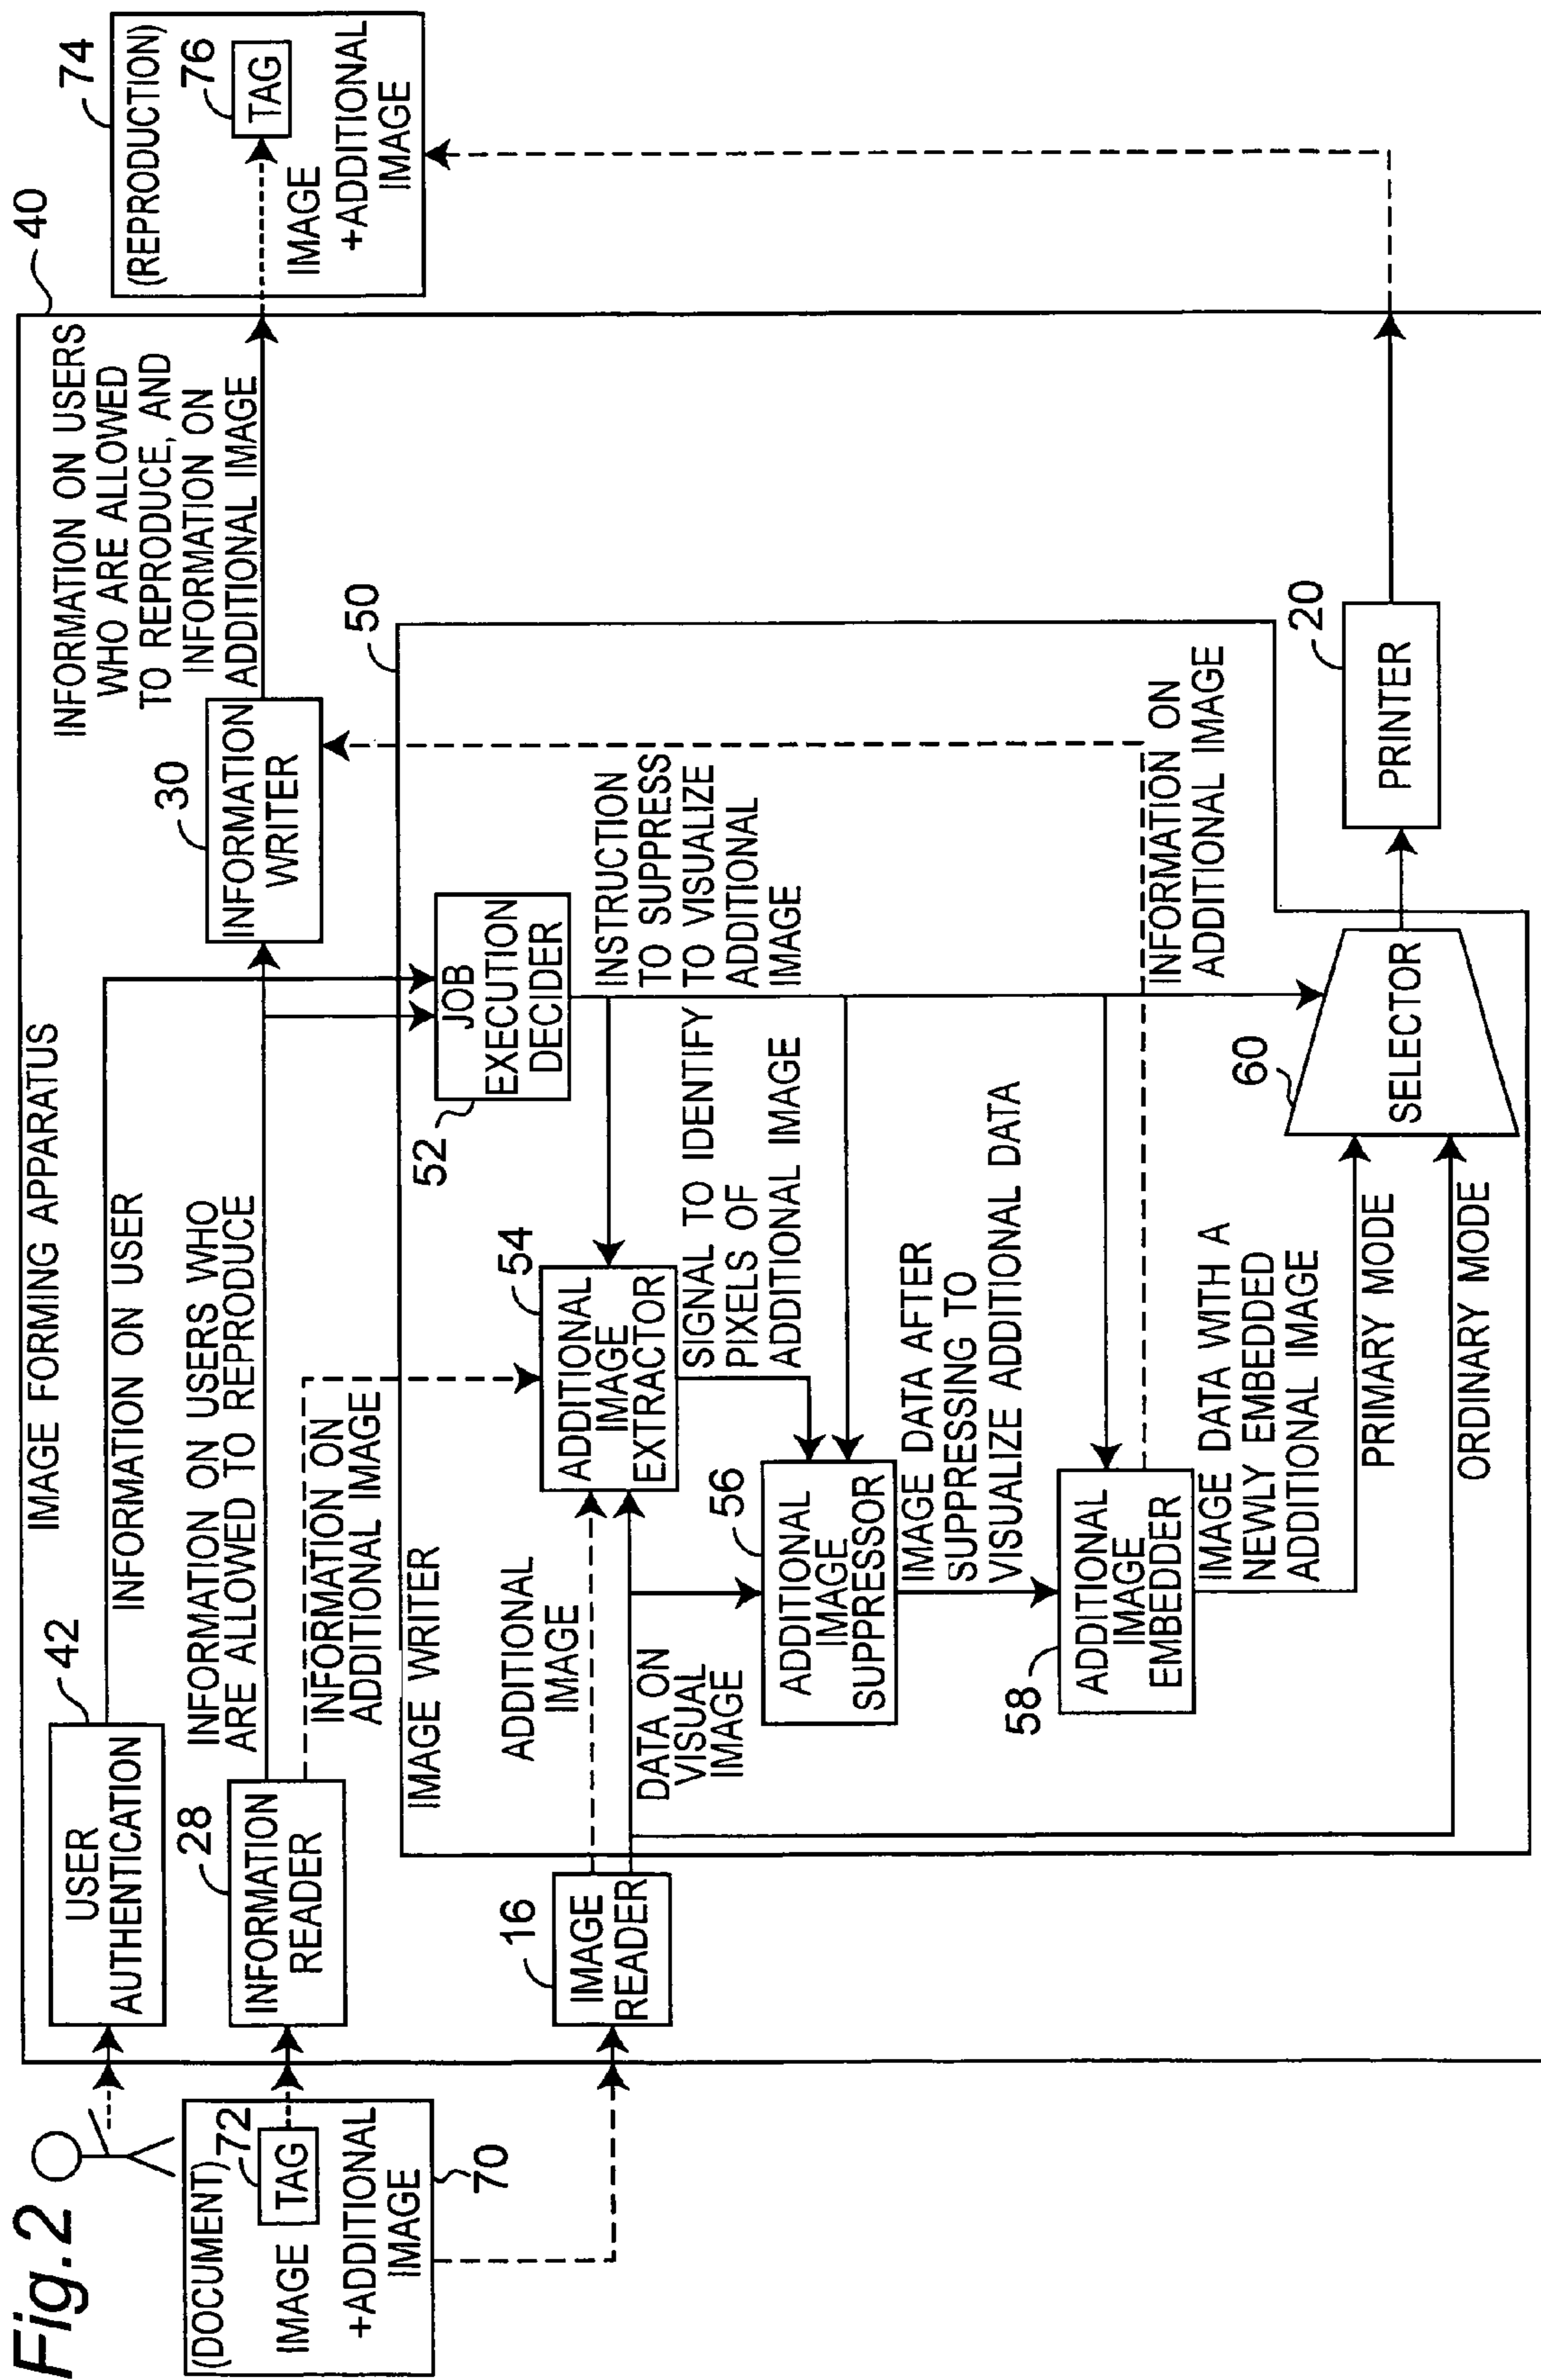 Fig.2
(DOCUMENT)
72
IMAGE
TAG
+ADDITIONAL
IMAGE
70
IMAGE FORMING APPARATUS
40
USER
AUTHENTICATION
42
INFORMATION ON USER
INFORMATION
READER
28
INFORMATION ON USERS WHO
ARE ALLOWED TO REPRODUCE
INFORMATION ON
ADDITIONAL IMAGE
30
INFORMATION
WRITER
INFORMATION ON USERS
WHO ARE ALLOWED
TO REPRODUCE, AND
INFORMATION ON
ADDITIONAL IMAGE
(REPRODUCTION)
74
76
TAG
IMAGE
+ADDITIONAL
IMAGE
IMAGE WRITER
50
16
IMAGE
READER
ADDITIONAL
IMAGE
DATA ON
VISUAL
IMAGE
52
JOB
EXECUTION
DECIDER
INSTRUCTION
TO SUPPRESS
TO VISUALIZE
ADDITIONAL
IMAGE
54
ADDITIONAL
IMAGE
EXTRACTOR
SIGNAL TO IDENTIFY
PIXELS OF
ADDITIONAL IMAGE
56
ADDITIONAL
IMAGE
SUPPRESSOR
IMAGE DATA AFTER
SUPPRESSING TO
VISUALIZE ADDITIONAL DATA
58
ADDITIONAL
IMAGE
EMBEDDER
INFORMATION ON
ADDITIONAL IMAGE
IMAGE DATA WITH A
NEWLY EMBEDDED
ADDITIONAL IMAGE
PRIMARY MODE
ORDINARY MODE
60
SELECTOR
20
PRINTER